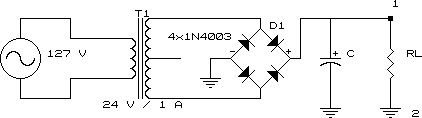 1
T1
D1
4x1N4003
127 V
- +
+
C
RL
24 V / 1 A
2